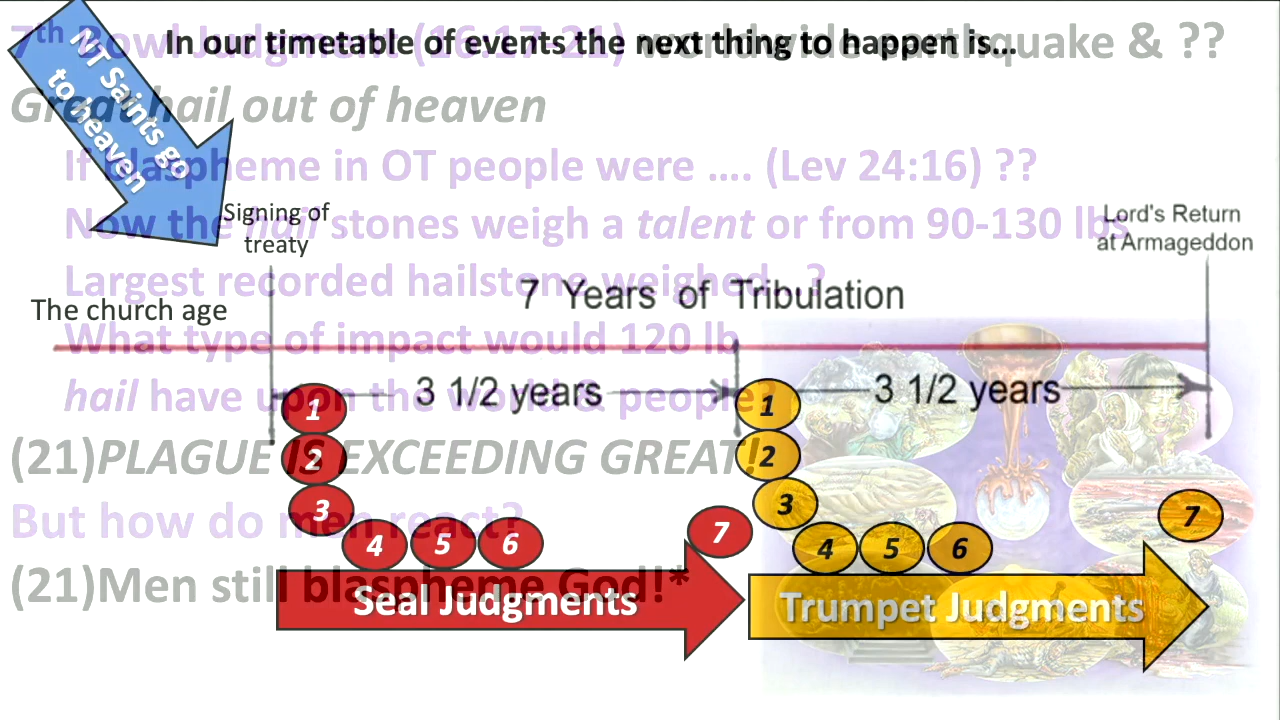 In our timetable of events the next thing to happen is...
7th Bowl Judgment (16:17-21) worldwide earthquake & ??
Great hail out of heaven
If blaspheme in OT people were .... (Lev 24:16) ??
Now the hail stones weigh a talent or from 90-130 lbs
Largest recorded hailstone weighed..?
What type of impact would 120 lb
hail have upon the world & people
(21)PLAGUE IS EXCEEDING GREAT!
But how do men react?
(21)Men still blaspheme God!*
NT Saints go
to heaven
Signing of
treaty
Lord's Return
at Armageddon
The church age
7 Years of Tribulation
3 1/2 years
3 1/2 years
1
2
3
4
5
6
7
Seal Judgments
1
2
3
4
5
6
7
Trumpet Judgments